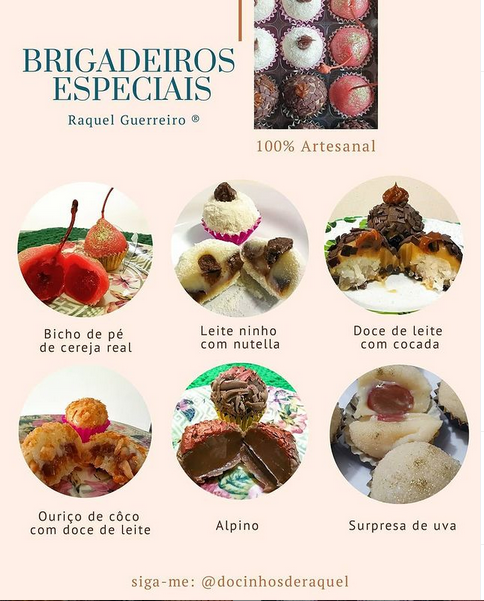 BRIGADEIROS
ESPECIAIS
Raquel Guerreiro ®
100% Artesanal
Bicho de pé
de cereja real
Leite ninho
com nutella
Doce de leite
com cocada
Ouriço de côco
com doce de leite
Alpino
Surpresa de uva
siga-me: @docinhosderaquel